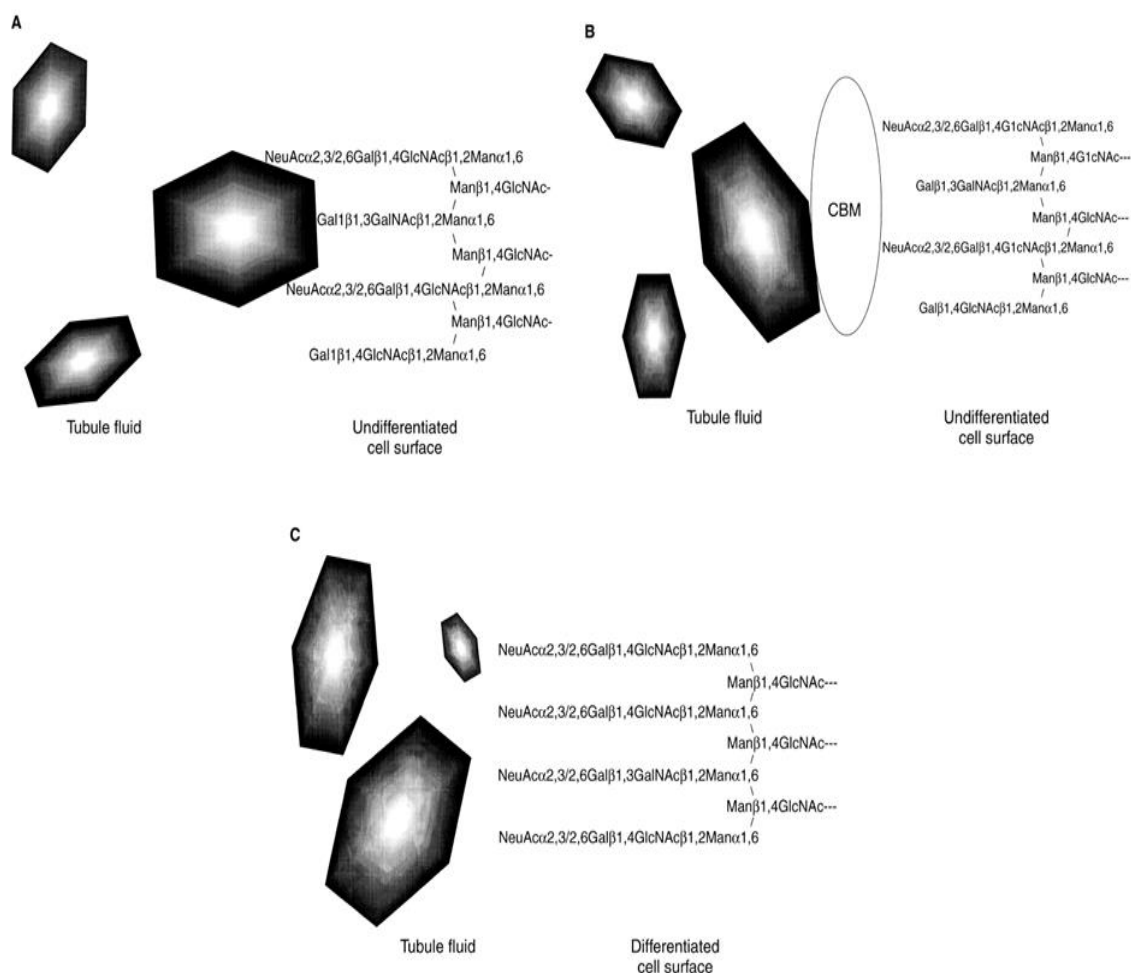 A
NeuAcα2,3/2,6Galβ1,4GlcNAcβ1,2Manα1,6
Manβ1,4GlcNAc-
Gal1β1,3GalNAcβ1,2Manα1,6
Manβ1,4GlcNAc-
NeuAcα2,3/2,6Galβ1,4GlcNAcβ1,2Manα1,6
Manβ1,4GlcNAc-
Gal1β1,4GlcNAcβ1,2Manα1,6
Tubule fluid
Undifferentiated
cell surface
B
CBM
NeuAcα2,3/2,6Galβ1,4G1cNAcβ1,2Manα1,6
Manβ1,4G1cNAc---
Galβ1,3GalNAcβ1,2Manα1,6
Manβ1,4GlcNAc---
NeuAcα2,3/2,6Galβ1,4G1cNAcβ1,2Manα1,6
Manβ1,4GlcNAc---
Galβ1,4GlcNAcβ1,2Manα1,6
Tubule fluid
Undifferentiated
cell surface
C
NeuAcα2,3/2,6Galβ1,4GlcNAcβ1,2Manα1,6
Manβ1,4GlcNAc---
NeuAcα2,3/2,6Galβ1,4GlcNAcβ1,2Manα1,6
Manβ1,4GlcNAc---
NeuAcα2,3/2,6Galβ1,3GalNAcβ1,2Manα1,6
Manβ1,4GlcNAc---
NeuAcα2,3/2,6Galβ1,4GlcNAcβ1,2Manα1,6
Tubule fluid
Differentiated
cell surface